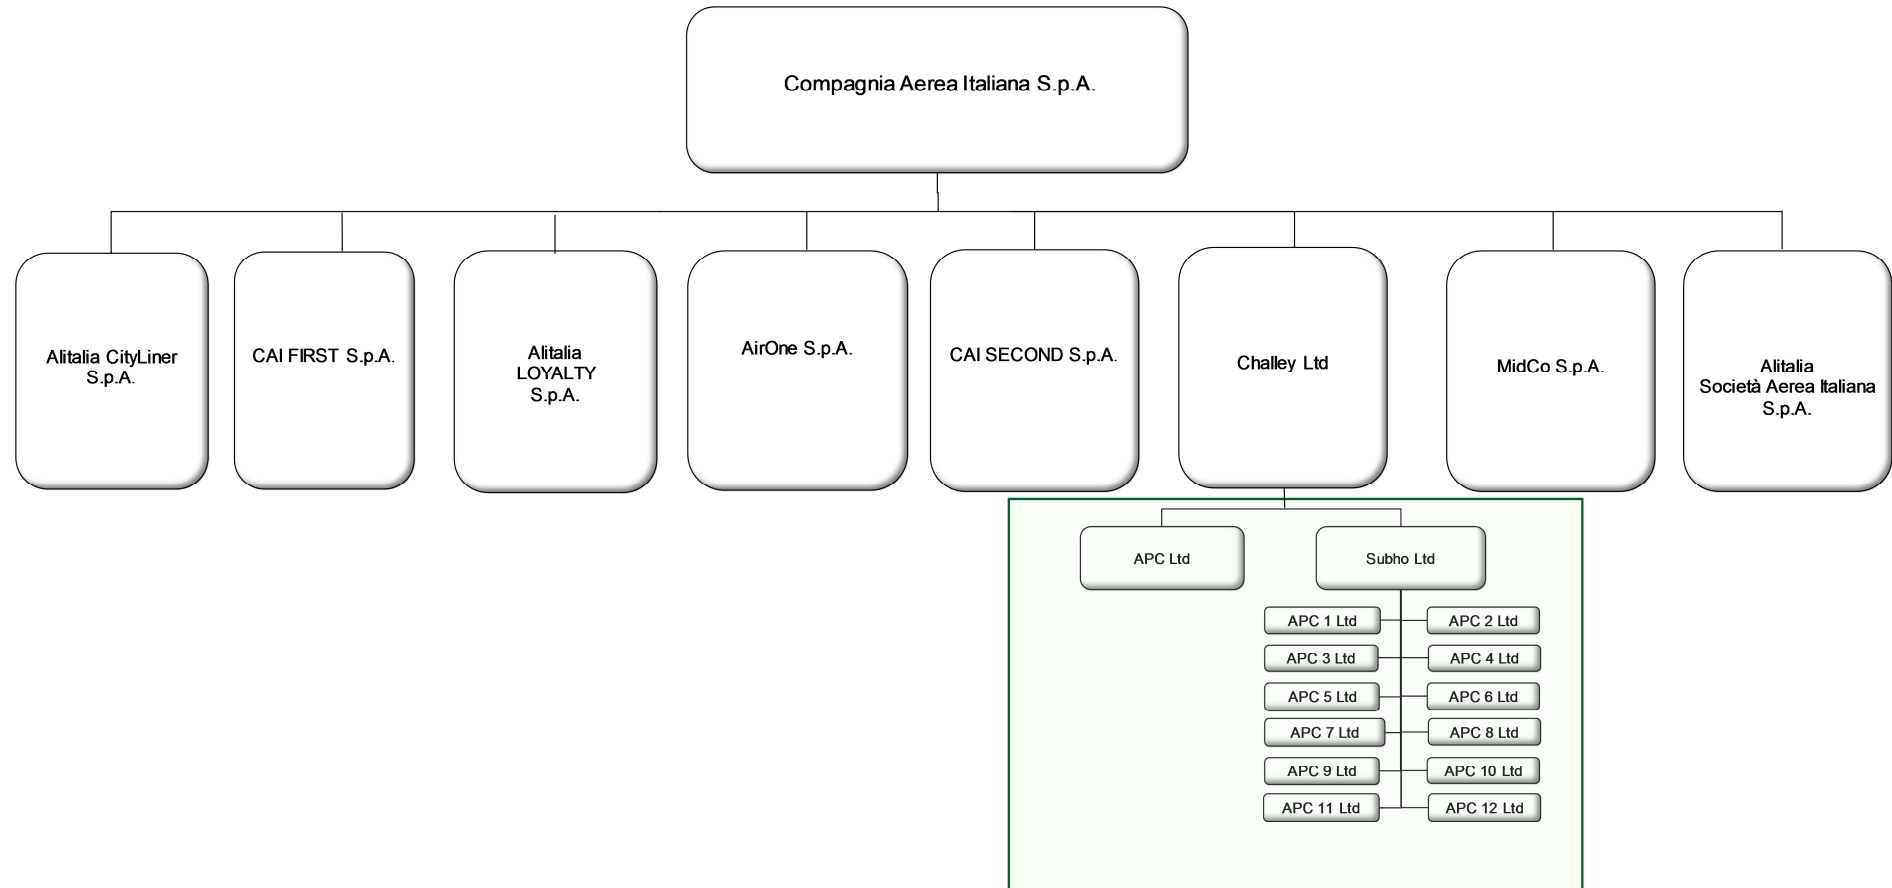 Compagnia Aerea Italiana S.p.A.
Alitalia CityLiner
S.p.A.
CAI FIRST S.p.A.
Alitalia
LOYALTY
S.p.A.
AirOne S.p.A.
CAI SECOND S.p.A.
Challey Ltd
MidCo S.p.A.
Alitalia
Società Aerea Italiana
S.p.A.
APC Ltd
Subho Ltd
APC 1 Ltd
APC 2 Ltd
APC 3 Ltd
APC 4 Ltd
APC 5 Ltd
APC 6 Ltd
APC 7 Ltd
APC 8 Ltd
APC 9 Ltd
APC 10 Ltd
APC 11 Ltd
APC 12 Ltd